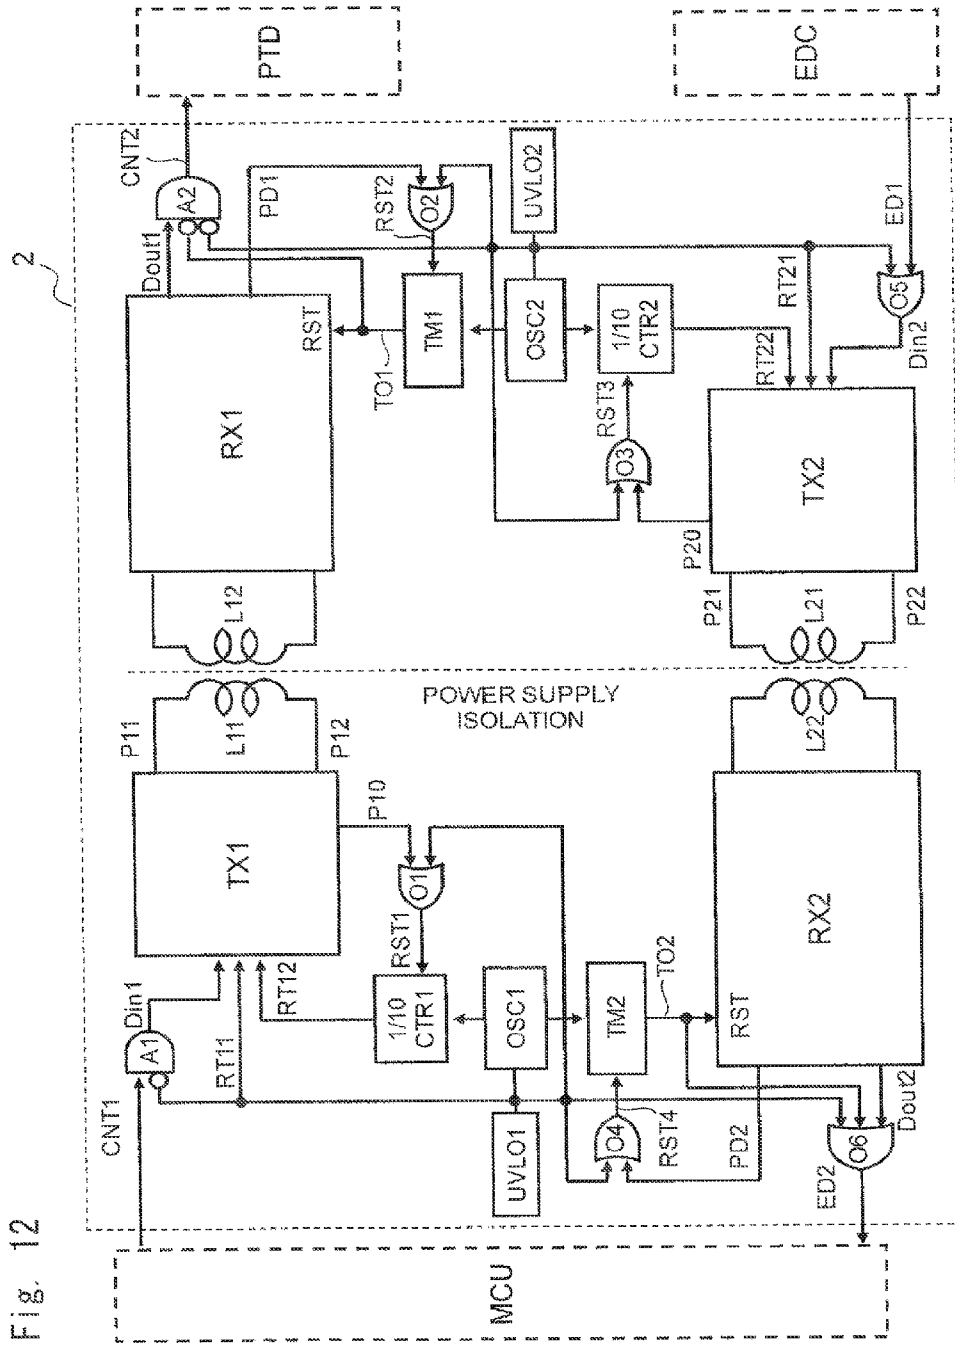 Fig. 12
2
MCU
CNT1
A1
Din1
RT11
RT12
TX1
P11
P12
L11
L12
P10
O1
RST1
1/10
CTR1
OSC1
UVLO1
TM2
TO2
O4
RST4
PD2
RST
RX2
Dout2
O6
ED2
L22
L21
POWER SUPPLY
ISOLATION
RX1
RST
Dout1
A2
CNT2
PTD
PD1
O2
RST2
TM1
TO1
OSC2
UVLO2
1/10
CTR2
RST3
O3
P20
P21
P22
TX2
RT22
RT21
Din2
O5
ED1
EDC